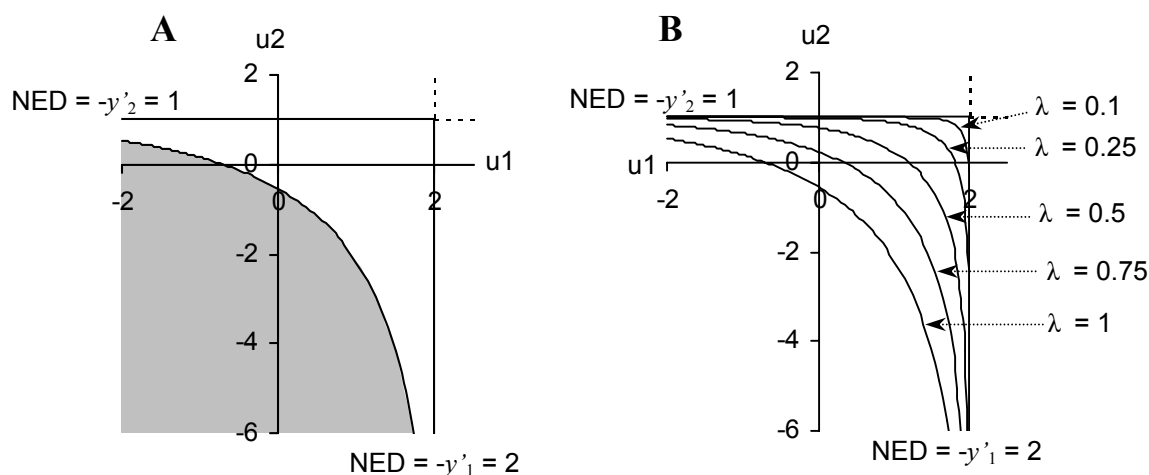 A
u2
2
NED = -y’2 = 1
0
u1
-2
0
2
-2
-4
-6
NED = -y’1 = 2
B
u2
2
NED = -y’2 = 1
λ = 0.1
u1
0
λ = 0.25
-2
0
2
λ = 0.5
-2
λ = 0.75
λ = 1
-4
-6
NED = -y’1 = 2